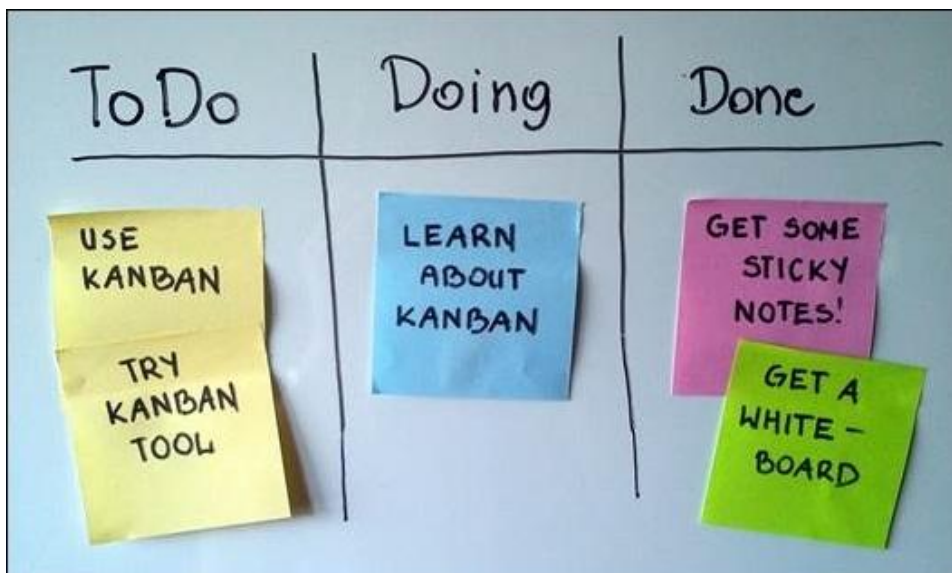 To Do
Doing
Done
USE
KANBAN
TRY
KANBAN
TOOL
LEARN
ABOUT
KANBAN
GET SOME
STICKY
NOTES!
GET A
WHITE -
BOARD